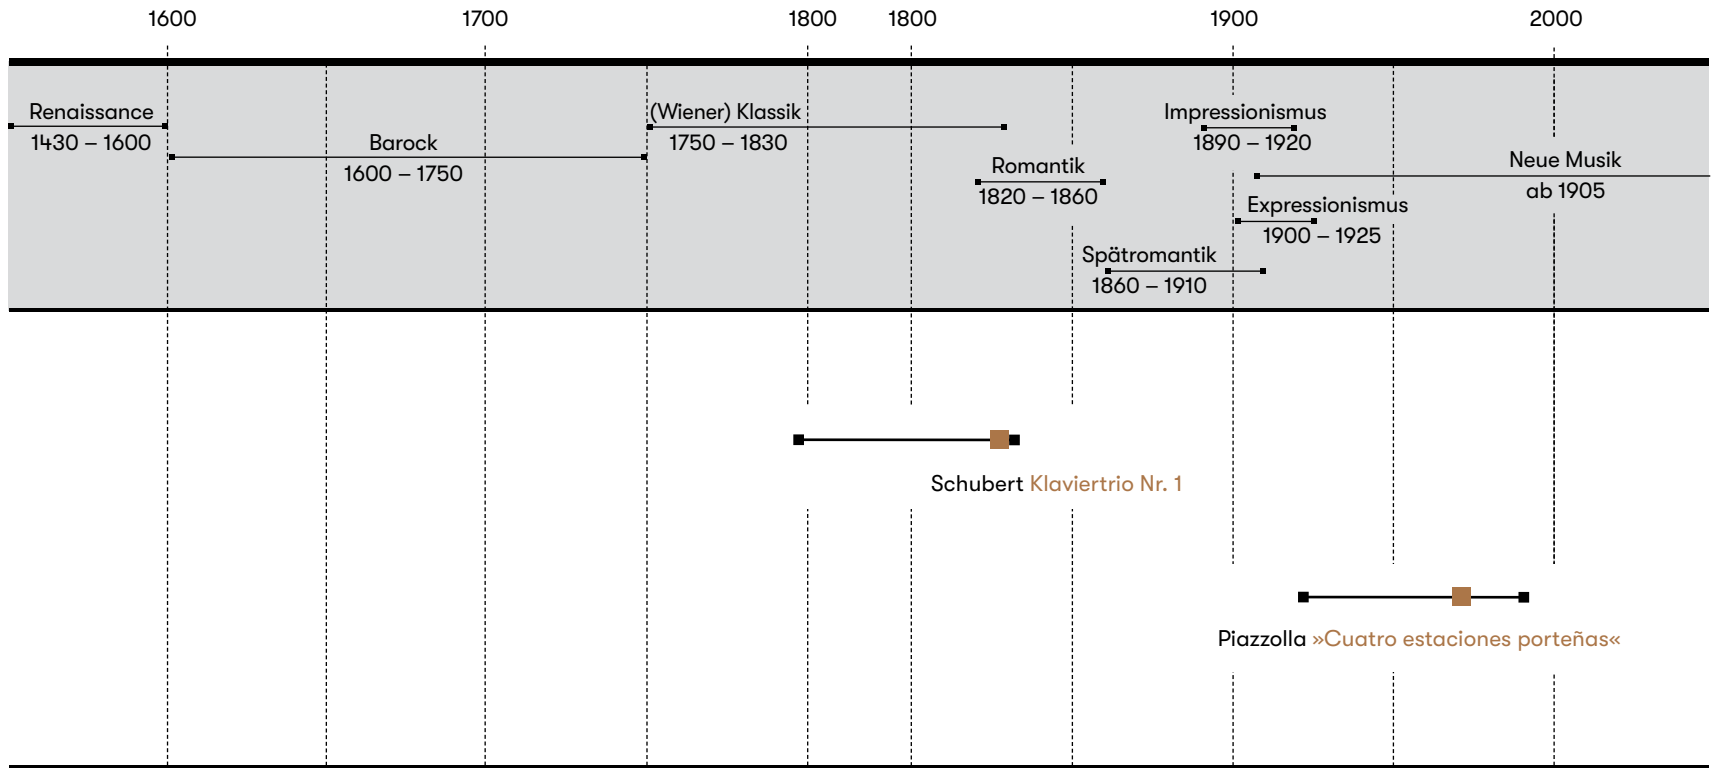 1600 1700 1800 1800 1900 2000
Renaissance
1430 – 1600
Barock
1600 – 1750
(Wiener) Klassik
1750 – 1830
Romantik
1820 – 1860
Spätromantik
1860 – 1910
Impressionismus
1890 – 1920
Expressionismus
1900 – 1925
Neue Musik
ab 1905
Schubert Klaviertrio Nr. 1
Piazzolla »Cuatro estaciones porteñas«